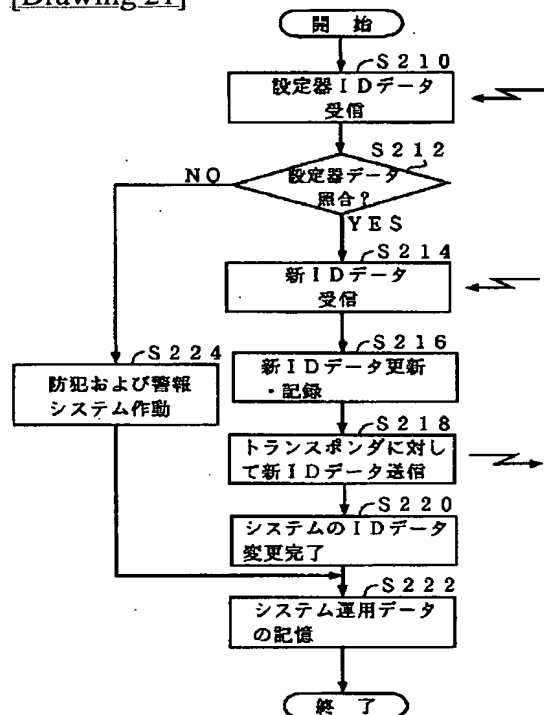 [Drawing 21]
開 始
S210
設定器IDデータ
受信
S212
設定器データ
照合?
NO
YES
S214
新IDデータ
受信
S216
新IDデータ更新
・記録
S224
防犯および警報
システム作動
S218
トランスポンダに対し
て新IDデータ送信
S220
システムのIDデータ
変更完了
S222
システム運用データ
の記憶
終 了